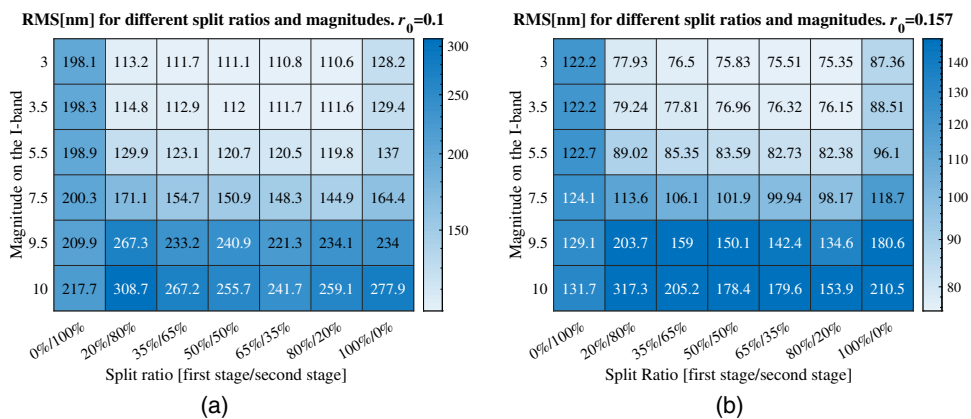 RMS[nm] for different split ratios and magnitudes. r0=0.1
Magnitude on the I-band
3 198.1 113.2 111.7 111.1 110.8 110.6 128.2
3.5 198.3 114.8 112.9 112 111.7 111.6 129.4
5.5 198.9 129.9 123.1 120.7 120.5 119.8 137
7.5 200.3 171.1 154.7 150.9 148.3 144.9 164.4
9.5 209.9 267.3 233.2 240.9 221.3 234.1 234
10 217.7 308.7 267.2 255.7 241.7 259.1 277.9
0%/100% 20%/80% 35%/65% 50%/50% 65%/35% 80%/20% 100%/0%
Split ratio [first stage/second stage]
300
250
200
150
(a)
RMS[nm] for different split ratios and magnitudes. r0=0.157
Magnitude on the I-band
3 122.2 77.93 76.5 75.83 75.51 75.35 87.36
3.5 122.2 79.24 77.81 76.96 76.32 76.15 88.51
5.5 122.7 89.02 85.35 83.59 82.73 82.38 96.1
7.5 124.1 113.6 106.1 101.9 99.94 98.17 118.7
9.5 129.1 203.7 159 150.1 142.4 134.6 180.6
10 131.7 317.3 205.2 178.4 179.6 153.9 210.5
0%/100% 20%/80% 35%/65% 50%/50% 65%/35% 80%/20% 100%/0%
Split Ratio [first stage/second stage]
140
130
120
110
100
90
80
(b)